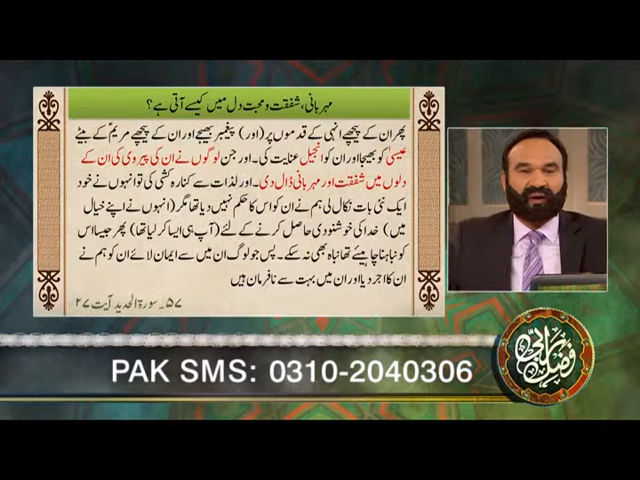 مہربانی، شفقت و محبت دل میں کیسے آتی ہے؟
پھر ان کے پیچھے انہی کے قدموں پر (اور) پیغمبر بھیجے اور ان کے پیچھے مریمؑ کے بیٹے
عیسیٰؑ کو بھیجا اور ان کو انجیل عنایت کی۔ اور جن لوگوں نے ان کی پیروی کی ان کے
دلوں میں شفقت اور مہربانی ڈال دی۔ اور لذات سے کنارہ کشی کی تو انہوں نے خود
ایک نئی بات نکال لی ہم نے ان کو اس کا حکم نہیں دیا تھا مگر (انہوں نے اپنے خیال
میں) خدا کی خوشنودی حاصل کرنے کے لئے (آپ ہی ایسا کر لیا تھا) پھر جیسا اس
کو نباہنا چاہیئے تھا نباہ بھی نہ سکے۔ پس جو لوگ ان میں سے ایمان لائے ان کو ہم نے
ان کا اجر دیا اور ان میں بہت سے نافرمان ہیں
۵۷۔ سورۃ الحدید آیت ۲۷
PAK SMS: 0310-2040306
فضل ربی